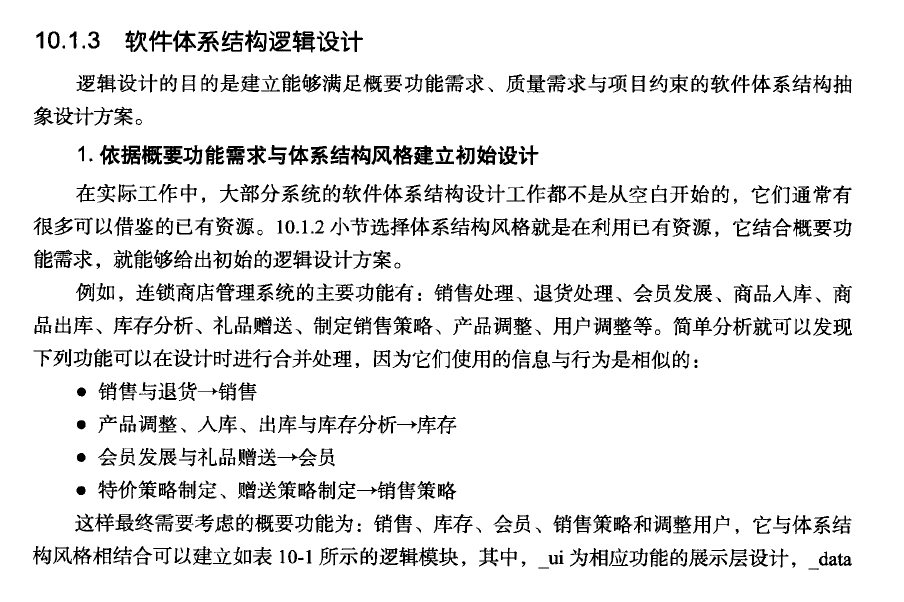 10.1.3 软件体系结构逻辑设计
逻辑设计的目的是建立能够满足概要功能需求、质量需求与项目约束的软件体系结构抽
象设计方案。
1. 依据概要功能需求与体系结构风格建立初始设计
在实际工作中，大部分系统的软件体系结构设计工作都不是从空白开始的，它们通常有
很多可以借鉴的已有资源。10.1.2 小节选择体系结构风格就是在利用已有资源，它结合概要功
能需求，就能够给出初始的逻辑设计方案。
例如，连锁商店管理系统的主要功能有：销售处理、退货处理、会员发展、商品入库、商
品出库、库存分析、礼品赠送、制定销售策略、产品调整、用户调整等。简单分析就可以发现
下列功能可以在设计时进行合并处理，因为它们使用的信息与行为是相似的：
● 销售与退货→销售
● 产品调整、入库、出库与库存分析→库存
● 会员发展与礼品赠送→会员
● 特价策略制定、赠送策略制定→销售策略
这样最终需要考虑的概要功能为：销售、库存、会员、销售策略和调整用户，它与体系结
构风格相结合可以建立如表 10-1 所示的逻辑模块，其中，_ui 为相应功能的展示层设计，_data